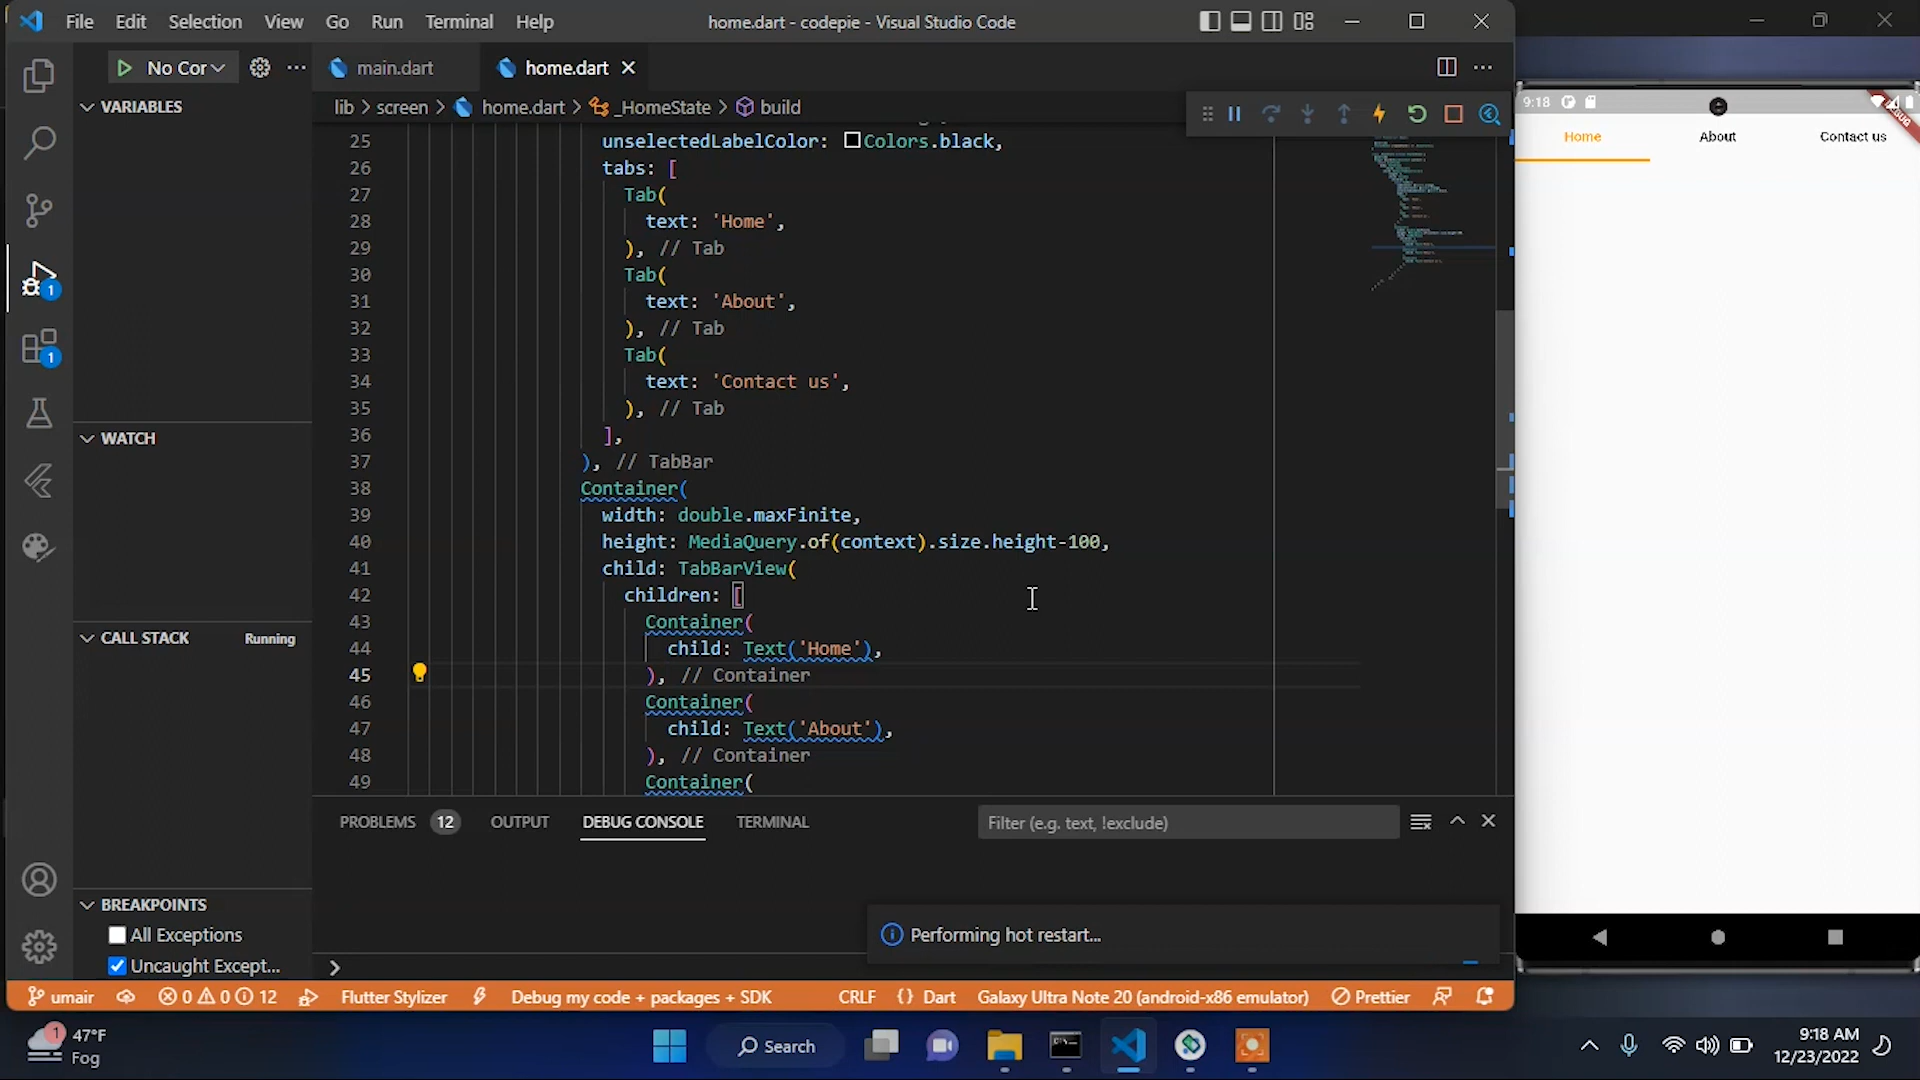 File Edit Selection View Go Run Terminal Help
home.dart - codepie - Visual Studio Code
No Cor
main.dart
home.dart
VARIABLES
lib > screen > home.dart > _HomeState > build
25 unselectedLabelColor: Colors.black,
26 tabs: [
27 Tab(
28 text: 'Home',
29 ), // Tab
30 Tab(
31 text: 'About',
32 ), // Tab
33 Tab(
34 text: 'Contact us',
35 ), // Tab
36 ],
37 ), // TabBar
38 Container(
39 width: double.maxFinite,
40 height: MediaQuery.of(context).size.height-100,
41 child: TabBarView(
42 children: [
43 Container(
44 child: Text('Home'),
45 ), // Container
46 Container(
47 child: Text('About'),
48 ), // Container
49 Container(
WATCH
CALL STACK Running
BREAKPOINTS
All Exceptions
Uncaught Except...
1
1
PROBLEMS 12 OUTPUT DEBUG CONSOLE TERMINAL
Filter (e.g. text, !exclude)
Performing hot restart...
umair 0 0 12 Flutter Stylizer Debug my code + packages + SDK CRLF {} Dart Galaxy Ultra Note 20 (android-x86 emulator) Prettier
9:18
DEBUG
Home About Contact us
1
47°F
Fog
Search
9:18 AM
12/23/2022